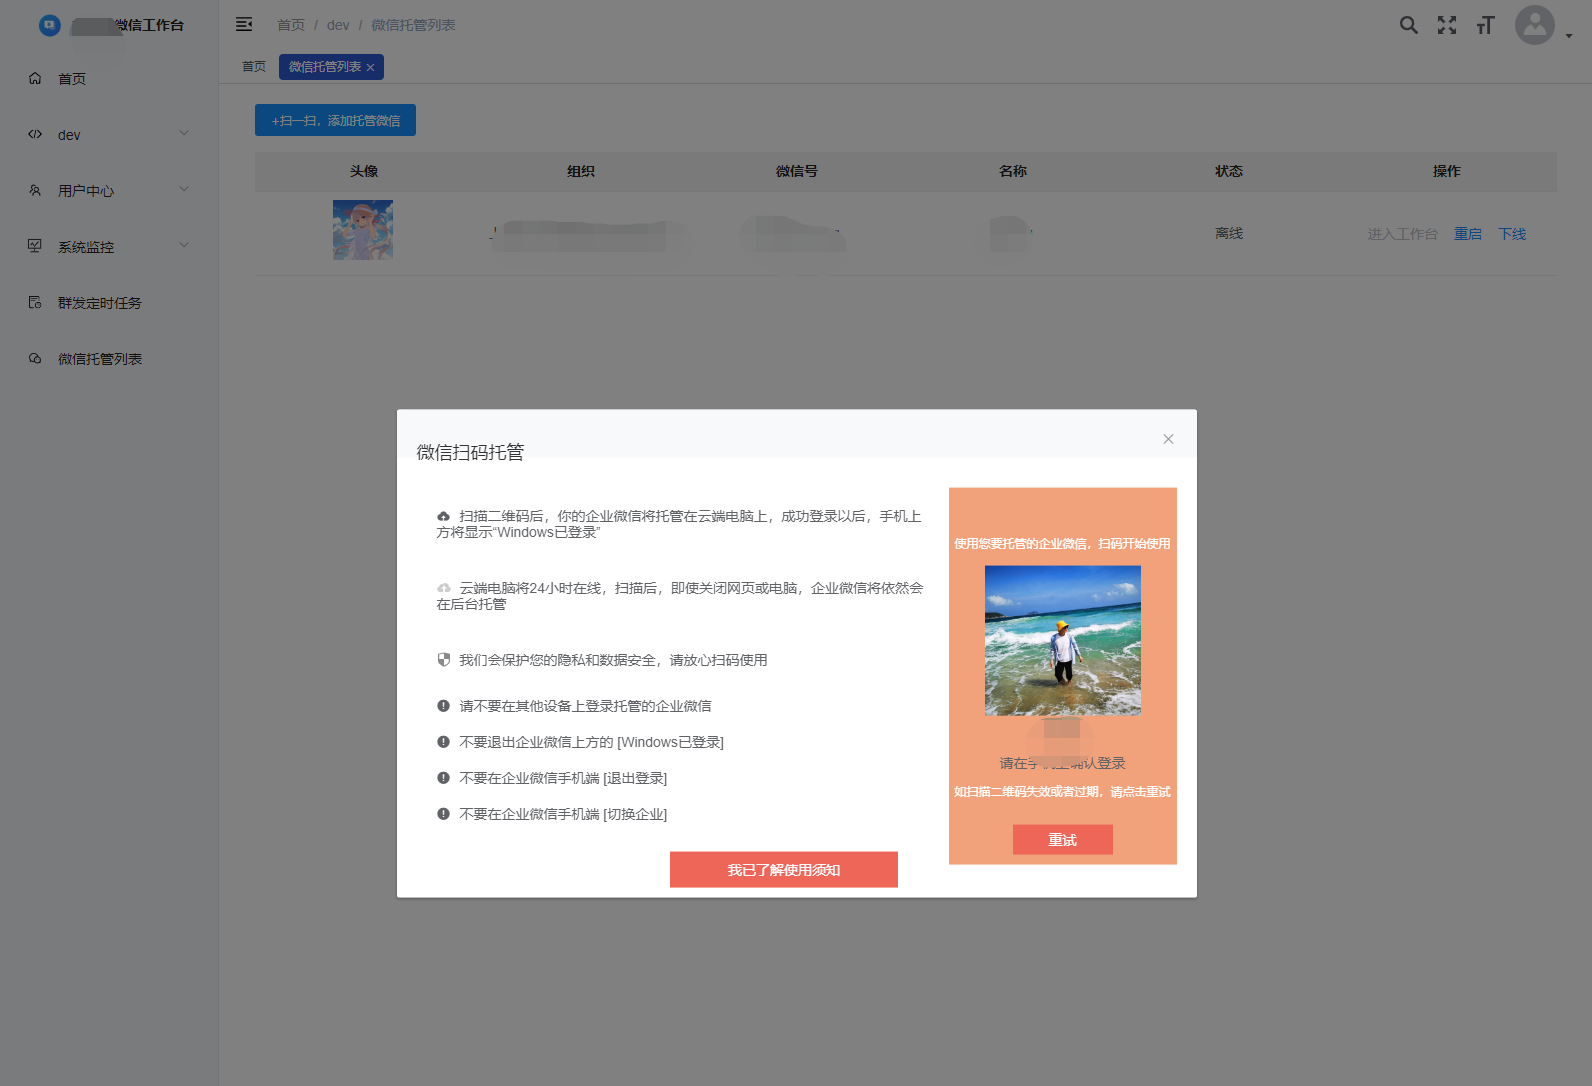 微信工作台
首页 / dev / 微信托管列表
首页
微信托管列表 ×
首页
dev
用户中心
系统监控
群发定时任务
微信托管列表
+扫一扫，添加托管微信
头像 组织 微信号 名称 状态 操作
离线 进入工作台 重启 下线
微信扫码托管
扫描二维码后，你的企业微信将托管在云端电脑上，成功登录以后，手机上
方将显示“Windows已登录”
云端电脑将24小时在线，扫描后，即使关闭网页或电脑，企业微信将依然会
在后台托管
我们会保护您的隐私和数据安全，请放心扫码使用
请不要在其他设备上登录托管的企业微信
不要退出企业微信上方的 [Windows已登录]
不要在企业微信手机端 [退出登录]
不要在企业微信手机端 [切换企业]
我已了解使用须知
使用您要托管的企业微信，扫码开始使用
请在手机上确认登录
如扫描二维码失效或者过期，请点击重试
重试